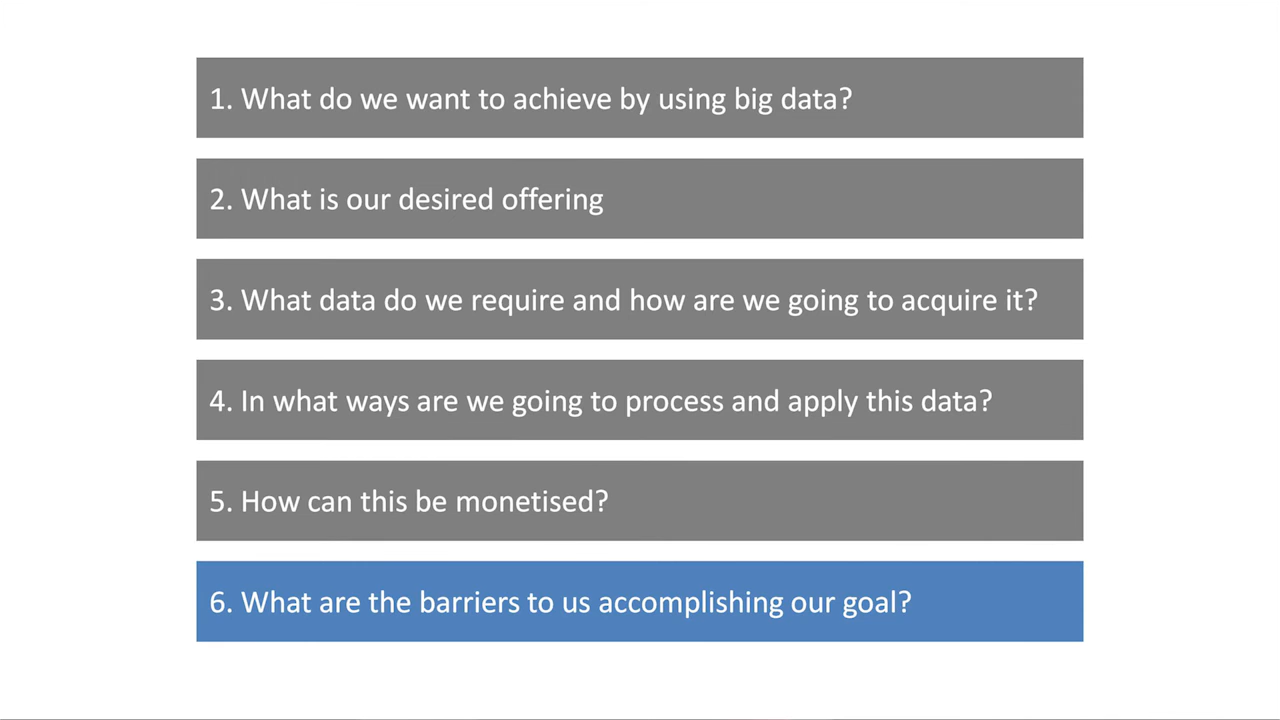 1. What do we want to achieve by using big data?
2. What is our desired offering
3. What data do we require and how are we going to acquire it?
4. In what ways are we going to process and apply this data?
5. How can this be monetised?
6. What are the barriers to us accomplishing our goal?